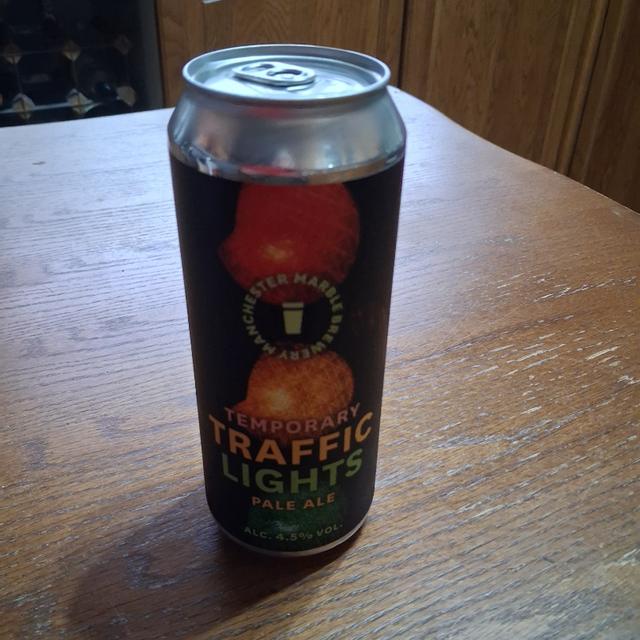 MANCHESTER MARBLE BREWERY
TEMPORARY
TRAFFIC
LIGHTS
PALE ALE
ALC. 4.5% VOL.